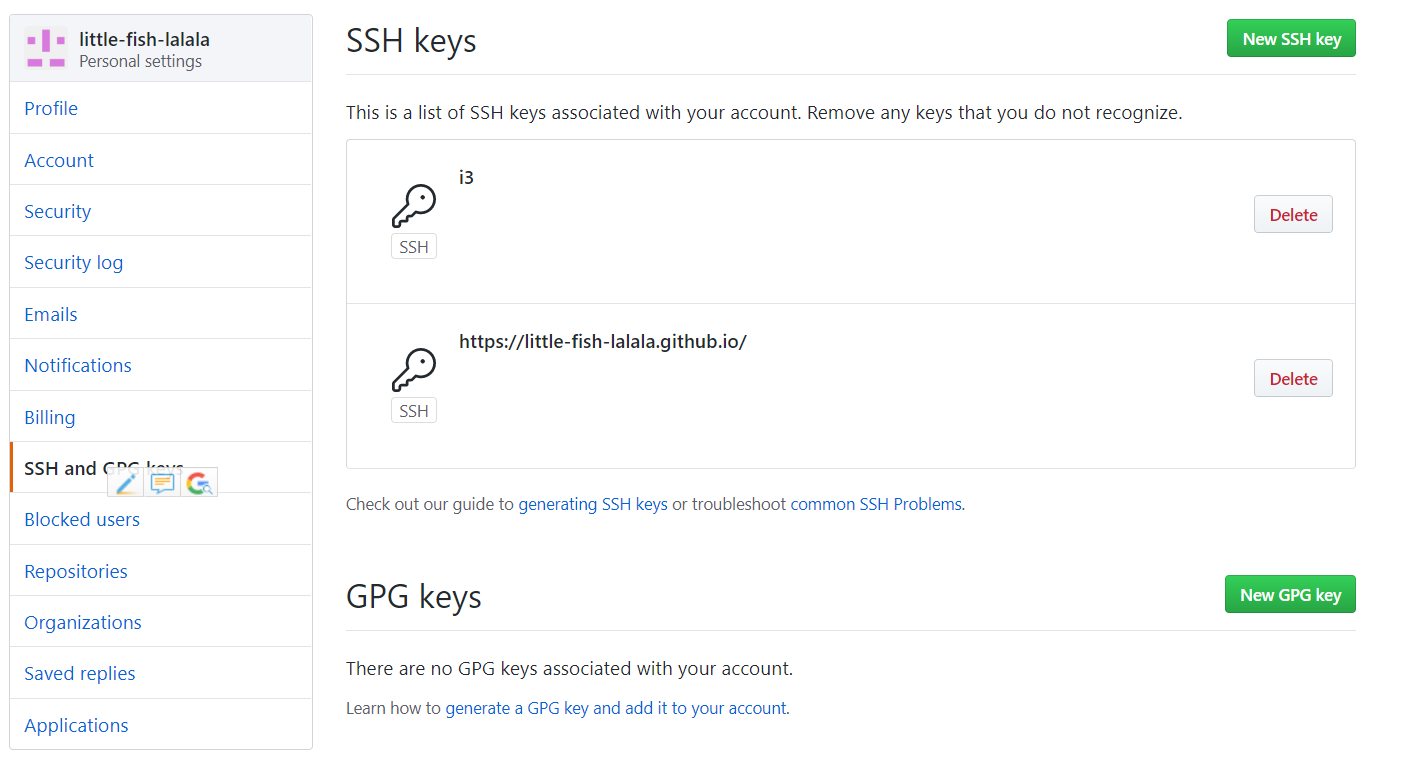 little-fish-lalala
Personal settings
Profile
Account
Security
Security log
Emails
Notifications
Billing
SSH and GPG keys
Blocked users
Repositories
Organizations
Saved replies
Applications
SSH keys
New SSH key
This is a list of SSH keys associated with your account. Remove any keys that you do not recognize.
i3
SSH
Delete
https://little-fish-lalala.github.io/
SSH
Delete
Check out our guide to generating SSH keys or troubleshoot common SSH Problems.
GPG keys
New GPG key
There are no GPG keys associated with your account.
Learn how to generate a GPG key and add it to your account.